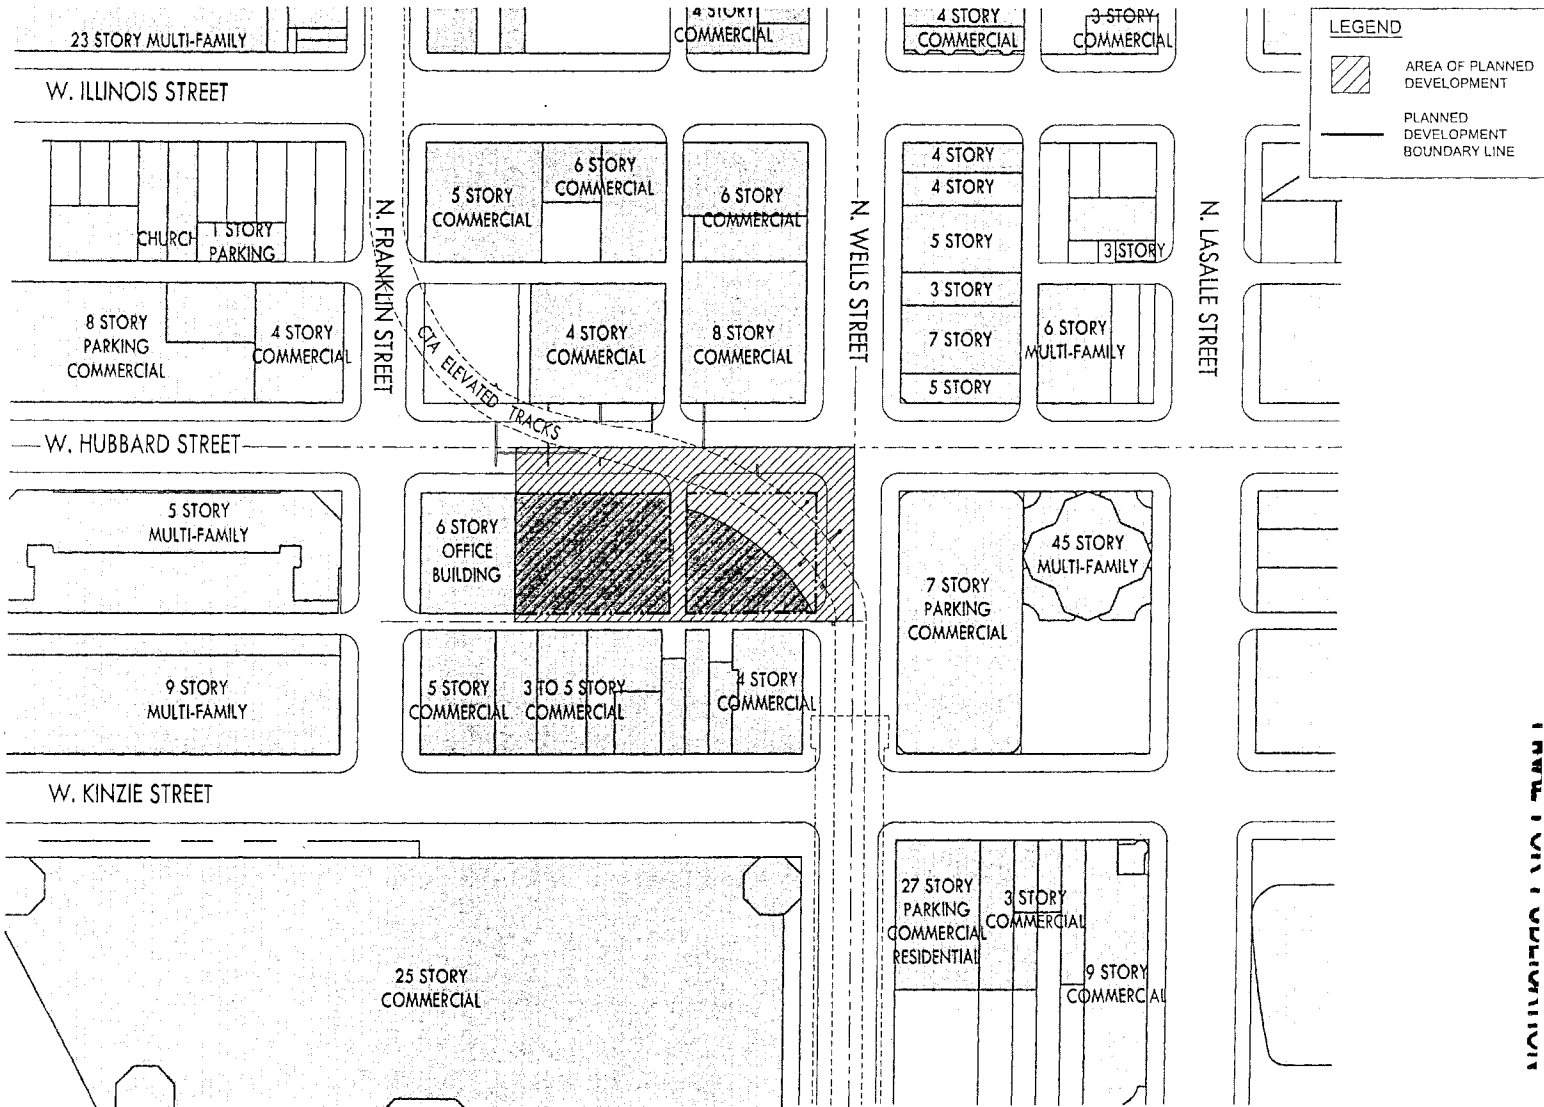 23 STORY MULTI-FAMILY
4 STORY
COMMERCIAL
4 STORY
COMMERCIAL
3 STORY
COMMERCIAL
LEGEND
AREA OF PLANNED
DEVELOPMENT
PLANNED
DEVELOPMENT
BOUNDARY LINE
W. ILLINOIS STREET
CHURCH
1 STORY
PARKING
N. FRANKLIN STREET
5 STORY
COMMERCIAL
6 STORY
COMMERCIAL
6 STORY
COMMERCIAL
N. WELLS STREET
4 STORY
4 STORY
5 STORY
3 STORY
7 STORY
5 STORY
3 STORY
N. LASALLE STREET
8 STORY
PARKING
COMMERCIAL
4 STORY
COMMERCIAL
CTA ELEVATED TRACKS
4 STORY
COMMERCIAL
8 STORY
COMMERCIAL
6 STORY
MULTI-FAMILY
W. HUBBARD STREET
5 STORY
MULTI-FAMILY
6 STORY
OFFICE
BUILDING
7 STORY
PARKING
COMMERCIAL
45 STORY
MULTI-FAMILY
9 STORY
MULTI-FAMILY
5 STORY
COMMERCIAL
3 TO 5 STORY
COMMERCIAL
4 STORY
COMMERCIAL
W. KINZIE STREET
25 STORY
COMMERCIAL
27 STORY
PARKING
COMMERCIAL
RESIDENTIAL
3 STORY
COMMERCIAL
9 STORY
COMMERCIAL